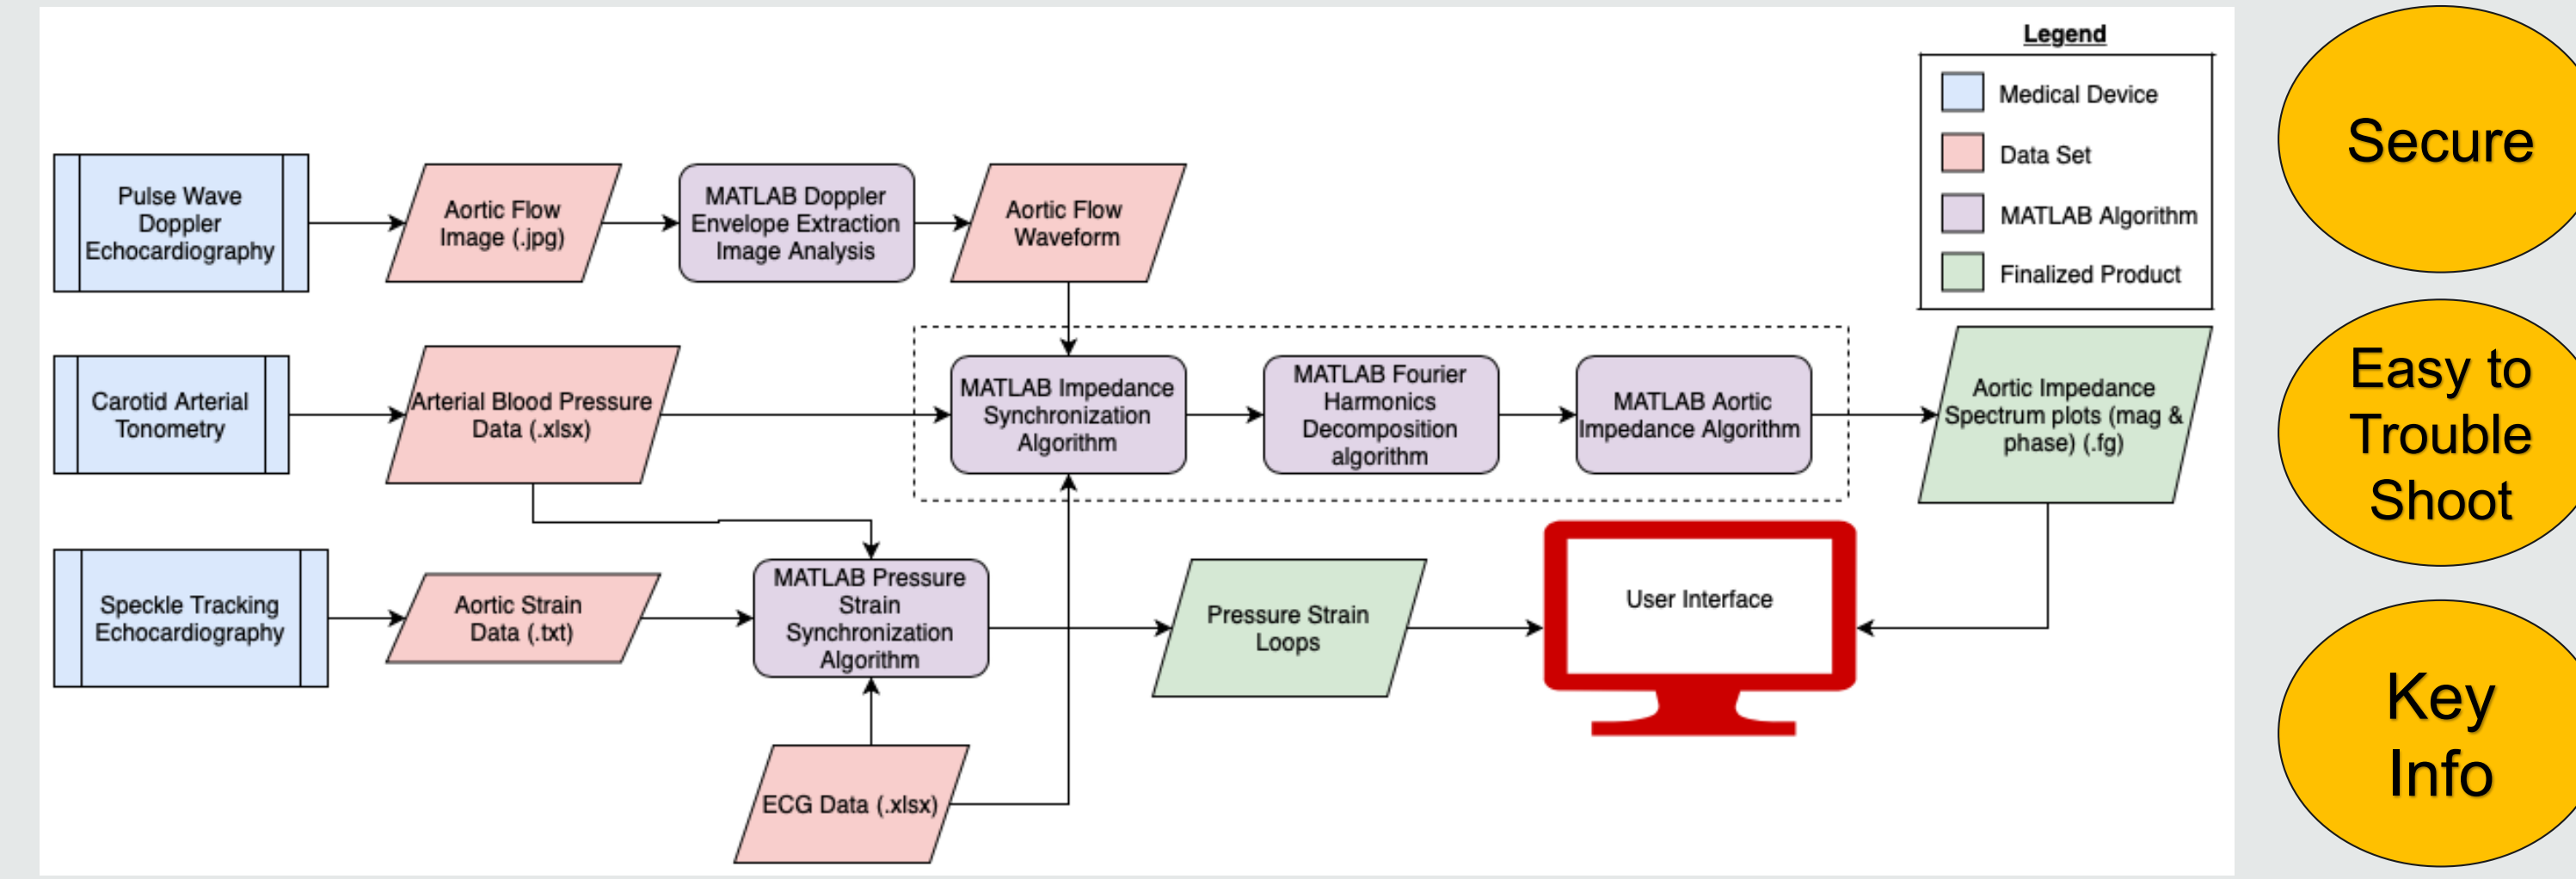 Legend
Medical Device
Data Set
MATLAB Algorithm
Finalized Product
Pulse Wave
Doppler
Echocardiography
Aortic Flow
Image (.jpg)
MATLAB Doppler
Envelope Extraction
Image Analysis
Aortic Flow
Waveform
Carotid Arterial
Tonometry
Arterial Blood Pressure
Data (.xlsx)
MATLAB Impedance
Synchronization
Algorithm
MATLAB Fourier
Harmonics
Decomposition
algorithm
MATLAB Aortic
Impedance Algorithm
Aortic Impedance
Spectrum plots (mag &
phase) (.fg)
Speckle Tracking
Echocardiography
Aortic Strain
Data (.txt)
MATLAB Pressure
Strain
Synchronization
Algorithm
Pressure Strain
Loops
User Interface
ECG Data (.xlsx)
Secure
Easy to
Trouble
Shoot
Key
Info